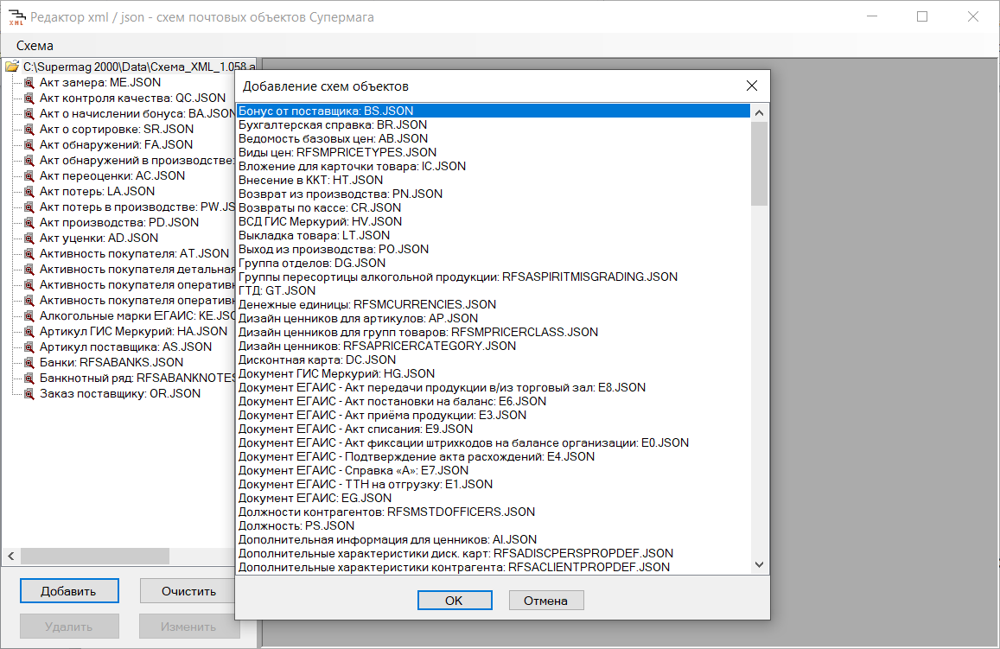 XML
Редактор xml / json - схем почтовых объектов Супермага
Схема
C:\Supermag 2000\Data\Схема_XML_1.058.a
Акт замера: ME.JSON
Акт контроля качества: QC.JSON
Акт о начислении бонуса: BA.JSON
Акт о сортировке: SR.JSON
Акт обнаружений: FA.JSON
Акт обнаружений в производстве:
Акт переоценки: AC.JSON
Акт потерь: LA.JSON
Акт потерь в производстве: PW.JS
Акт производства: PD.JSON
Акт уценки: AD.JSON
Активность покупателя: AT.JSON
Активность покупателя детальная
Активность покупателя оперативн
Активность покупателя оперативн
Алкогольные марки ЕГАИС: KE.JSO
Артикул ГИС Меркурий: HA.JSON
Артикул поставщика: AS.JSON
Банки: RFSABANKS.JSON
Банкнотный ряд: RFSABANKNOTES
Заказ поставщику: OR.JSON
Добавить
Очистить
Удалить
Изменить
Добавление схем объектов
Бонус от поставщика: BS.JSON
Бухгалтерская справка: BR.JSON
Ведомость базовых цен: AB.JSON
Виды цен: RFSMPRICETYPES.JSON
Вложение для карточки товара: IC.JSON
Внесение в ККТ: HT.JSON
Возврат из производства: PN.JSON
Возвраты по кассе: CR.JSON
ВСД ГИС Меркурий: HV.JSON
Выкладка товара: LT.JSON
Выход из производства: PO.JSON
Группа отделов: DG.JSON
Группы пересортицы алкогольной продукции: RFSASPIRITMISGRADING.JSON
ГТД: GT.JSON
Денежные единицы: RFSMCURRENCIES.JSON
Дизайн ценников для артикулов: AP.JSON
Дизайн ценников для групп товаров: RFSMPRICERCLASS.JSON
Дизайн ценников: RFSAPRICERCATEGORY.JSON
Дисконтная карта: DC.JSON
Документ ГИС Меркурий: HG.JSON
Документ ЕГАИС - Акт передачи продукции в/из торговый зал: E8.JSON
Документ ЕГАИС - Акт постановки на баланс: E6.JSON
Документ ЕГАИС - Акт приёма продукции: E3.JSON
Документ ЕГАИС - Акт списания: E9.JSON
Документ ЕГАИС - Акт фиксации штрихкодов на балансе организации: E0.JSON
Документ ЕГАИС - Подтверждение акта расхождений: E4.JSON
Документ ЕГАИС - Справка «А»: E7.JSON
Документ ЕГАИС - ТТН на отгрузку: E1.JSON
Документ ЕГАИС: EG.JSON
Должности контрагентов: RFSMSTDOFFICERS.JSON
Должность: PS.JSON
Дополнительная информация для ценников: AI.JSON
Дополнительные характеристики диск. карт: RFSADISCPERSPROPDEF.JSON
Дополнительные характеристики контрагента: RFSACLIENTPROPDEF.JSON
OK
Отмена